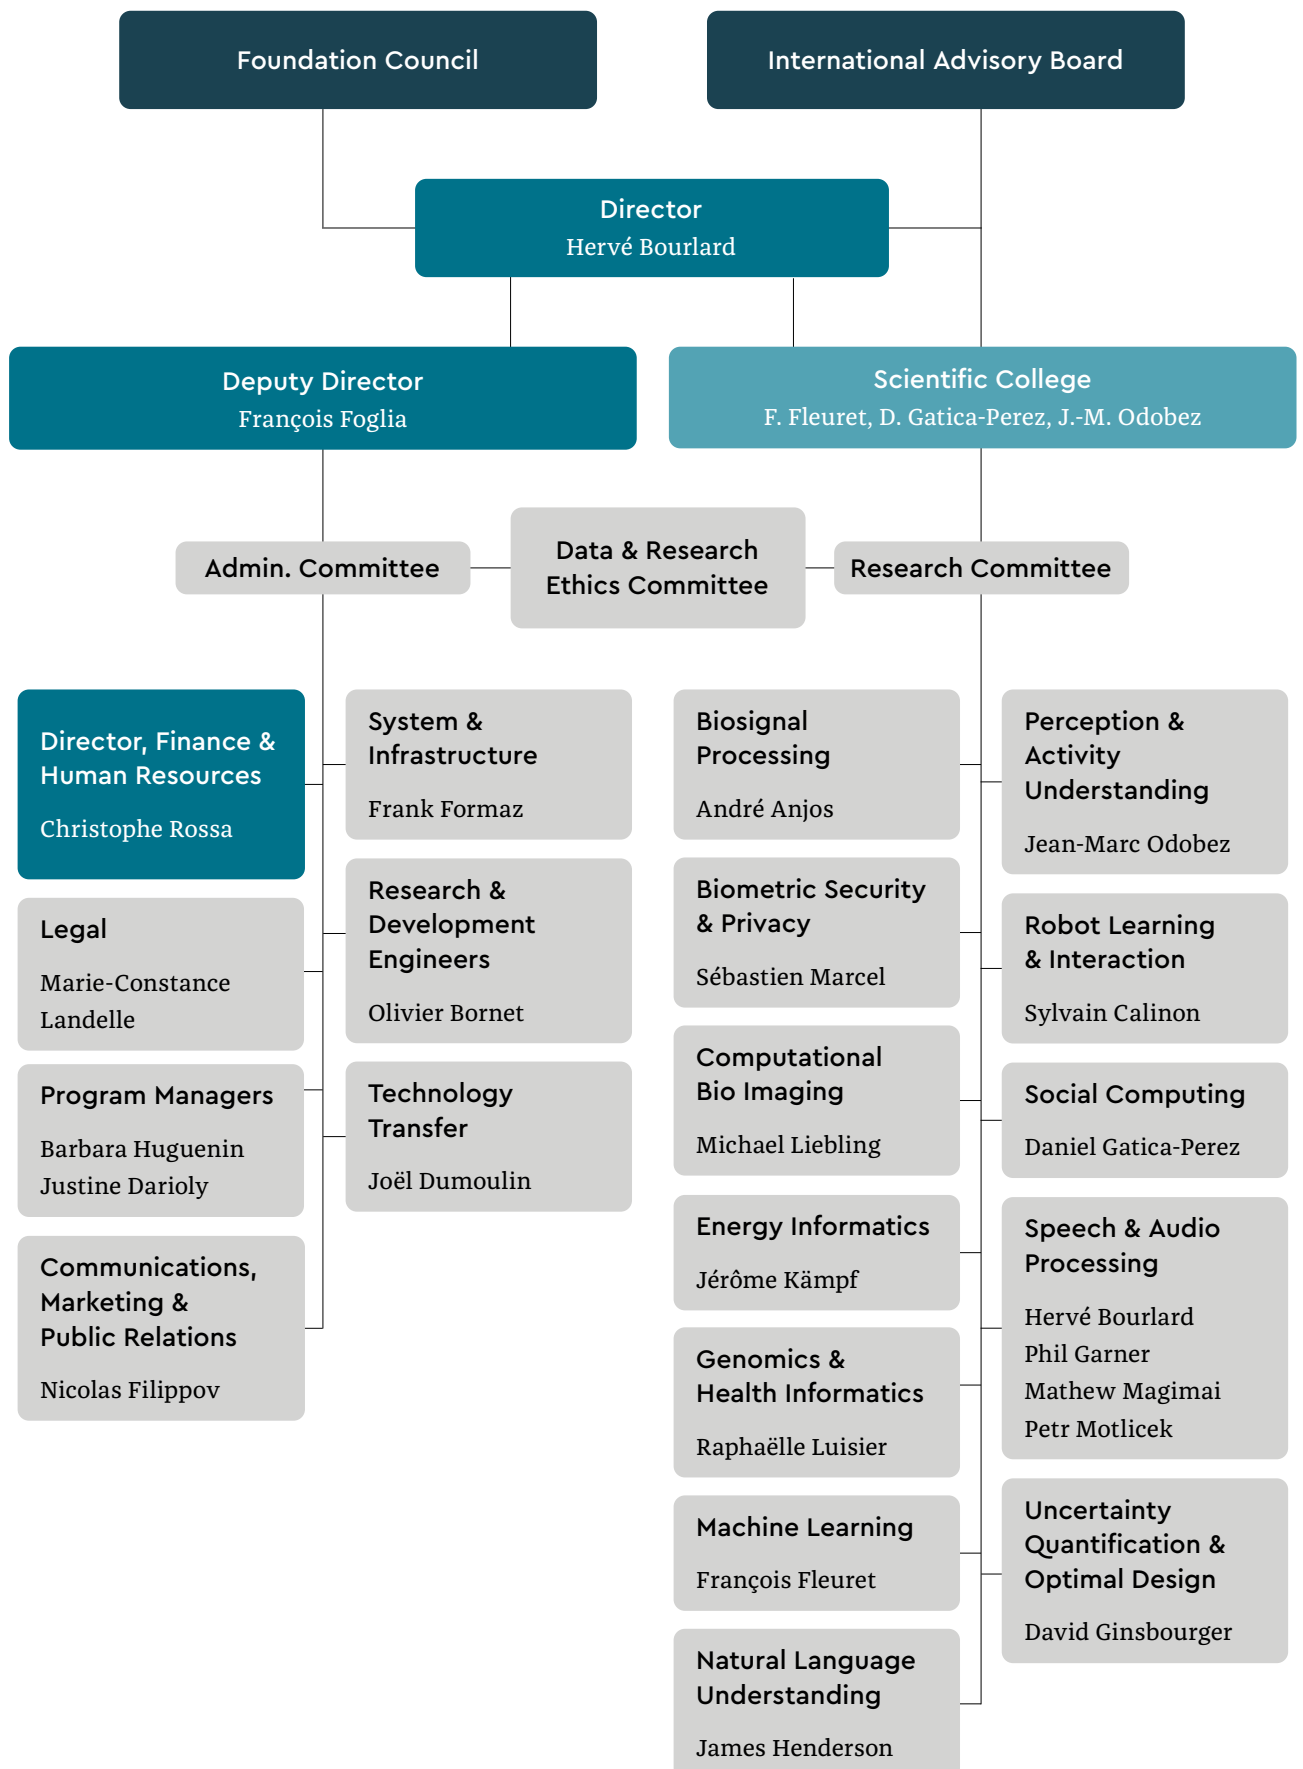 Foundation Council
International Advisory Board
Director
Hervé Bourlard
Deputy Director
François Foglia
Scientific College
F. Fleuret, D. Gatica-Perez, J.-M. Odobez
Admin. Committee
Data & Research
Ethics Committee
Research Committee
Director, Finance &
Human Resources
Christophe Rossa
Legal
Marie-Constance
Landelle
Program Managers
Barbara Huguenin
Justine Darioly
Communications,
Marketing &
Public Relations
Nicolas Filippov
System &
Infrastructure
Frank Formaz
Research &
Development
Engineers
Olivier Bornet
Technology
Transfer
Joël Dumoulin
Biosignal
Processing
André Anjos
Biometric Security
& Privacy
Sébastien Marcel
Computational
Bio Imaging
Michael Liebling
Energy Informatics
Jérôme Kämpf
Genomics &
Health Informatics
Raphaëlle Luisier
Machine Learning
François Fleuret
Natural Language
Understanding
James Henderson
Perception &
Activity
Understanding
Jean-Marc Odobez
Robot Learning
& Interaction
Sylvain Calinon
Social Computing
Daniel Gatica-Perez
Speech & Audio
Processing
Hervé Bourlard
Phil Garner
Mathew Magimai
Petr Motlicek
Uncertainty
Quantification &
Optimal Design
David Ginsbourger